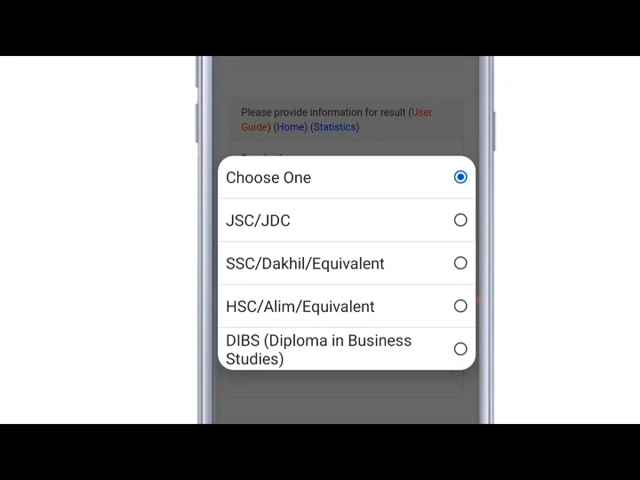 Please provide information for result (User
Guide) (Home) (Statistics)
Choose One
JSC/JDC
SSC/Dakhil/Equivalent
HSC/Alim/Equivalent
DIBS (Diploma in Business
Studies)